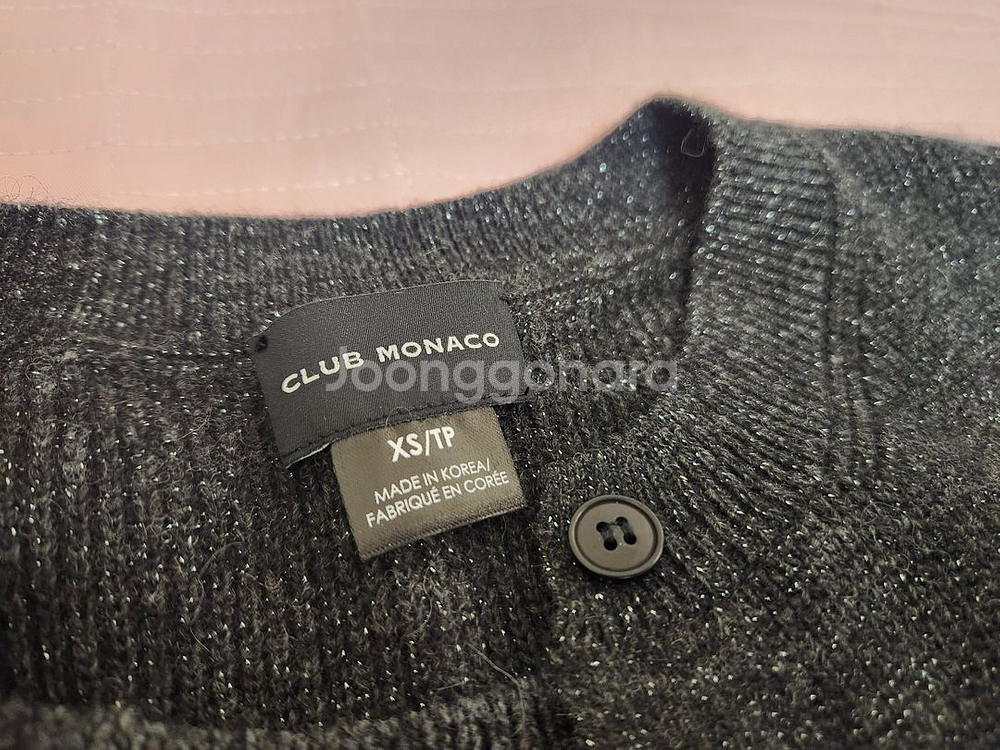 CLUB MONACO
Joonggonara
XS/TP
MADE IN KOREA/
FABRIQUÉ EN CORÉE